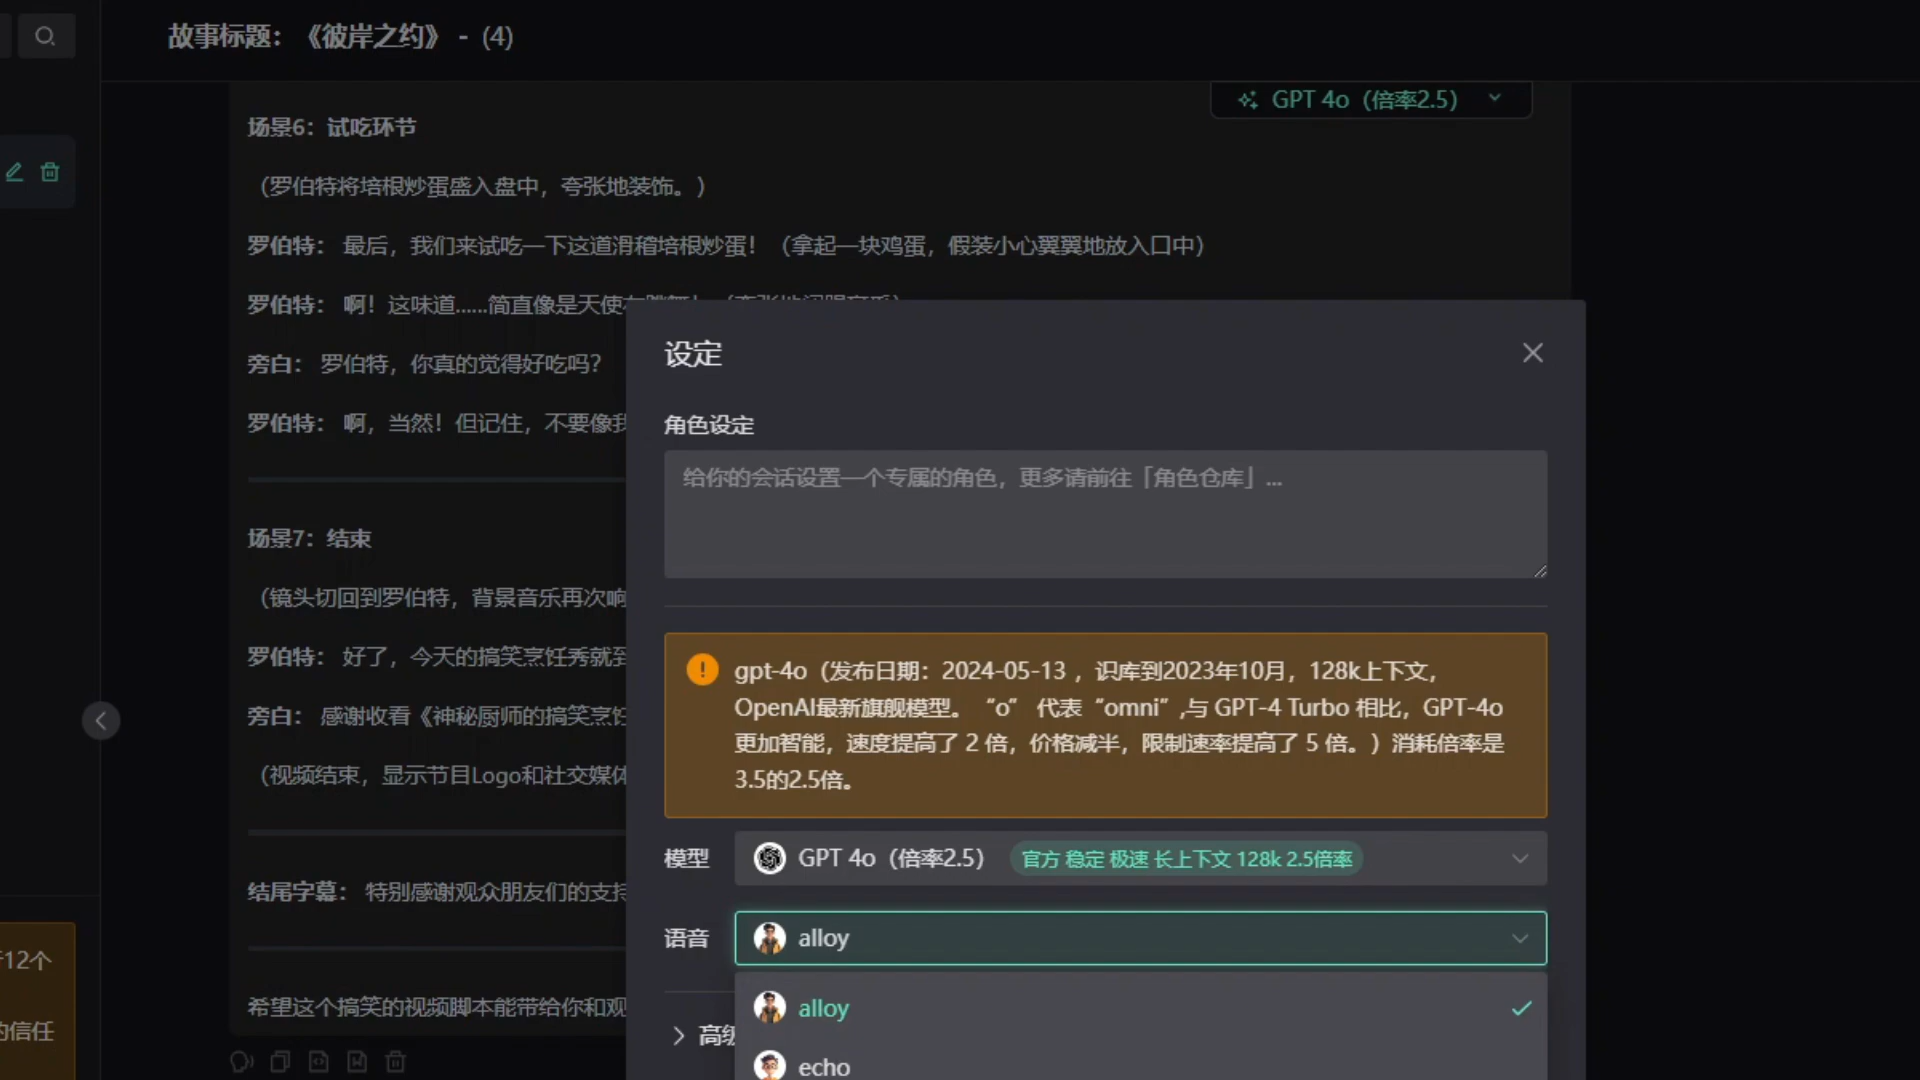 故事标题：《彼岸之约》 - (4)
GPT 4o（倍率2.5）
场景6：试吃环节
（罗伯特将培根炒蛋盛入盘中，夸张地装饰。）
罗伯特： 最后，我们来试吃一下这道滑稽培根炒蛋！（拿起一块鸡蛋，假装小心翼翼地放入口中）
罗伯特： 啊！这味道......简直像是天使
旁白： 罗伯特，你真的觉得好吃吗？
罗伯特： 啊，当然！但记住，不要像我
场景7：结束
（镜头切回到罗伯特，背景音乐再次响
罗伯特： 好了，今天的搞笑烹饪秀就到
旁白： 感谢收看《神秘厨师的搞笑烹饪
（视频结束，显示节目Logo和社交媒体
结尾字幕： 特别感谢观众朋友们的支持
希望这个搞笑的视频脚本能带给你和观
12个
的信任
设定
角色设定
给你的会话设置一个专属的角色，更多请前往「角色仓库」...
gpt-4o（发布日期：2024-05-13 ，识库到2023年10月，128k上下文，
OpenAI最新旗舰模型。“o” 代表“omni”,与 GPT-4 Turbo 相比，GPT-4o
更加智能，速度提高了 2 倍，价格减半，限制速率提高了 5 倍。）消耗倍率是
3.5的2.5倍。
模型 GPT 4o（倍率2.5） 官方 稳定 极速 长上下文 128k 2.5倍率
语音 alloy
alloy
高级
echo